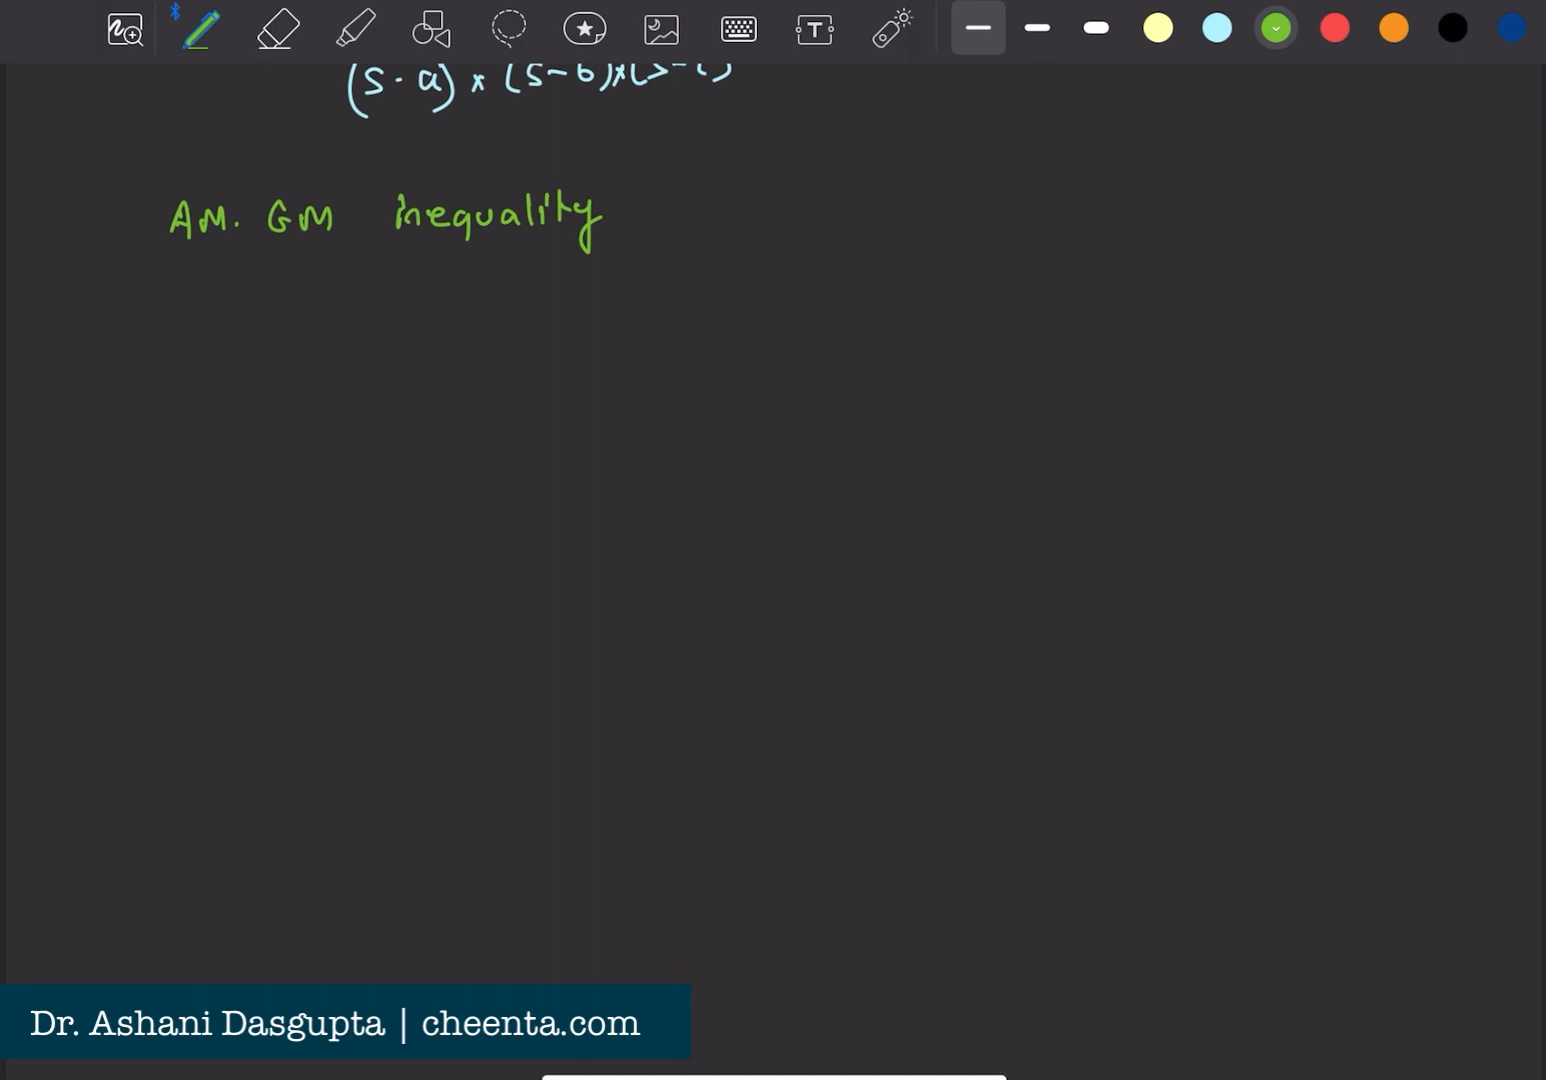 (s - a) × (s - b) × (s - c)
AM. GM inequality
Dr. Ashani Dasgupta | cheenta.com